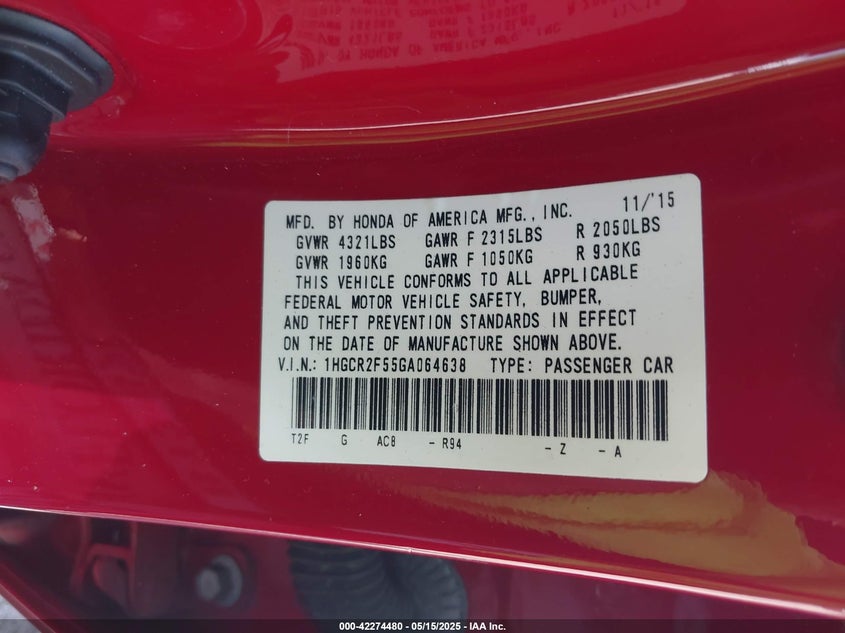 MFD. BY HONDA OF AMERICA MFG., INC. 11/'15
GVWR 4321LBS GAWR F 2315LBS R 2050LBS
GVWR 1960KG GAWR F 1050KG R 930KG
THIS VEHICLE CONFORMS TO ALL APPLICABLE
FEDERAL MOTOR VEHICLE SAFETY, BUMPER,
AND THEFT PREVENTION STANDARDS IN EFFECT
ON THE DATE OF MANUFACTURE SHOWN ABOVE.
V.I.N.: 1HGCR2F55GA064638 TYPE: PASSENGER CAR
T2F G AC8 - R94 - Z - A
000-42274480 - 05/15/2025 - IAA Inc.